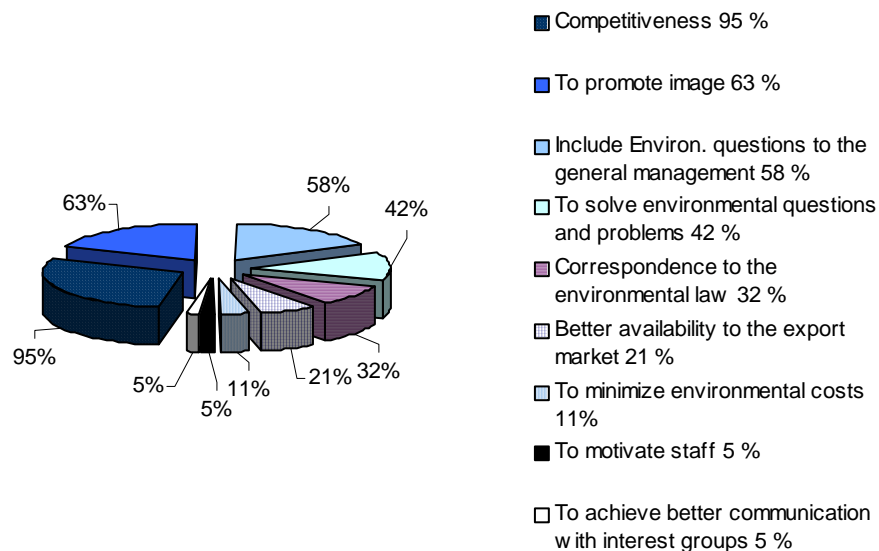 Competitiveness 95 %
To promote image 63 %
Include Environ. questions to the
general management 58 %
To solve environmental questions
and problems 42 %
Correspondence to the
environmental law 32 %
Better availability to the export
market 21 %
To minimize environmental costs
11%
To motivate staff 5 %
To achieve better communication
with interest groups 5 %
63%
58%
42%
95%
5%
5%
11%
21%
32%